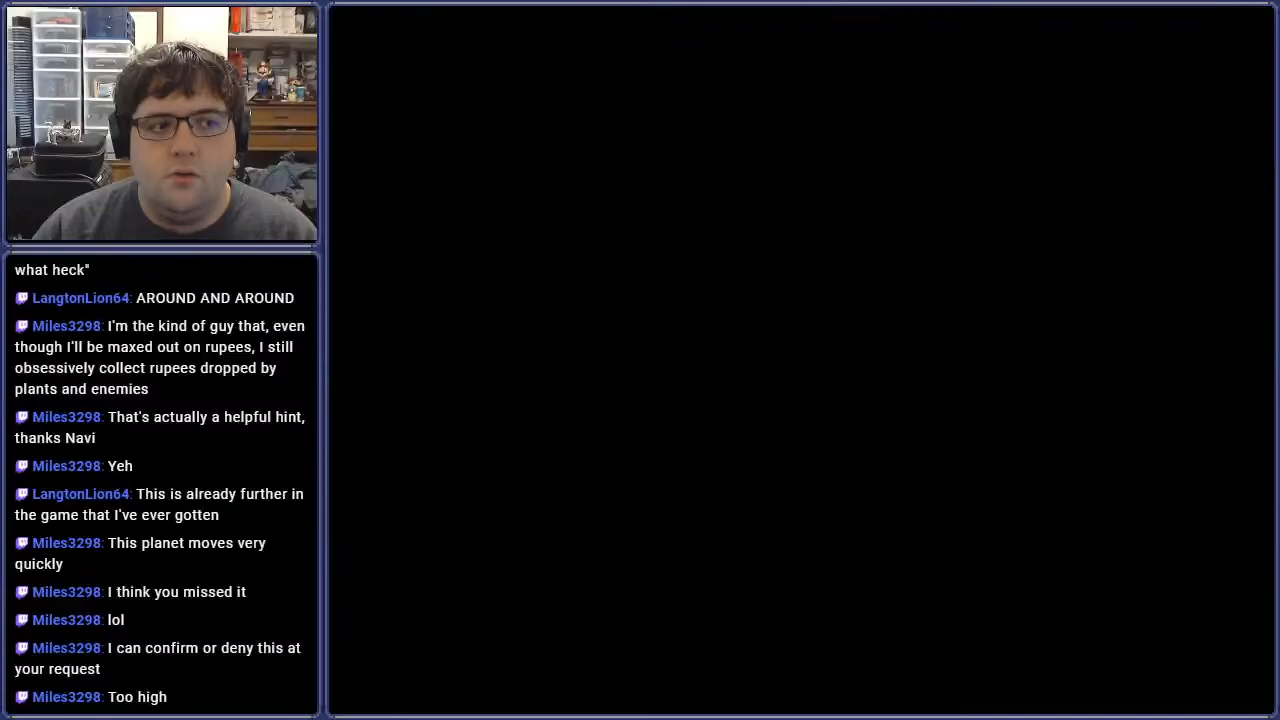 what heck"
LangtonLion64: AROUND AND AROUND
Miles3298: I'm the kind of guy that, even
though I'll be maxed out on rupees, I still
obsessively collect rupees dropped by
plants and enemies
Miles3298: That's actually a helpful hint,
thanks Navi
Miles3298: Yeh
LangtonLion64: This is already further in
the game that I've ever gotten
Miles3298: This planet moves very
quickly
Miles3298: I think you missed it
Miles3298: lol
Miles3298: I can confirm or deny this at
your request
Miles3298: Too high